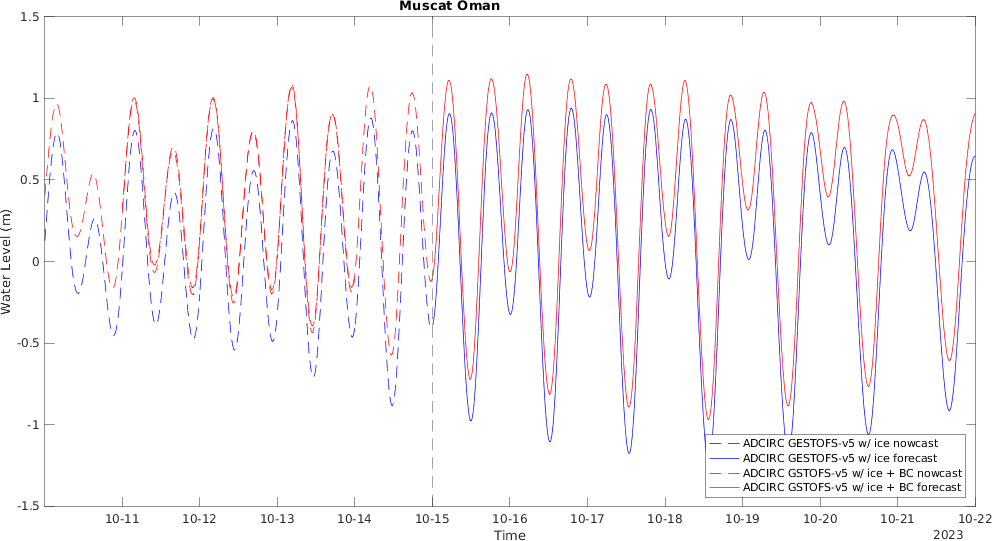 Muscat Oman
1.5
1
0.5
0
-0.5
-1
-1.5
Water Level (m)
10-11
10-12
10-13
10-14
10-15
10-16
10-17
10-18
10-19
10-20
10-21
10-22
Time
2023
ADCIRC GESTOFS-v5 w/ ice nowcast
ADCIRC GESTOFS-v5 w/ ice forecast
ADCIRC GSTOFS-v5 w/ ice + BC nowcast
ADCIRC GSTOFS-v5 w/ ice + BC forecast